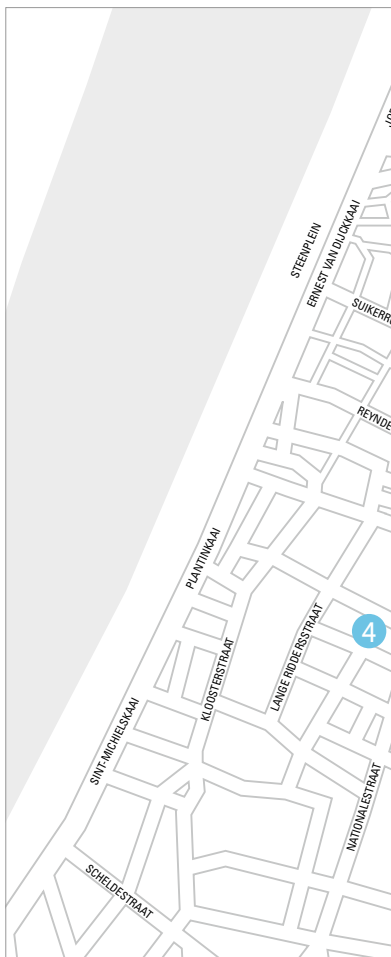 STEENPLEIN
ERNEST VAN DIJCKKAAI
PLANTINKAAI
4
KLOOSTERSTRAAT
LANGE RIDDERSSTRAAT
SINT-MICHIELSKAAI
NATIONALESTRAAT
SCHELDESTRAAT